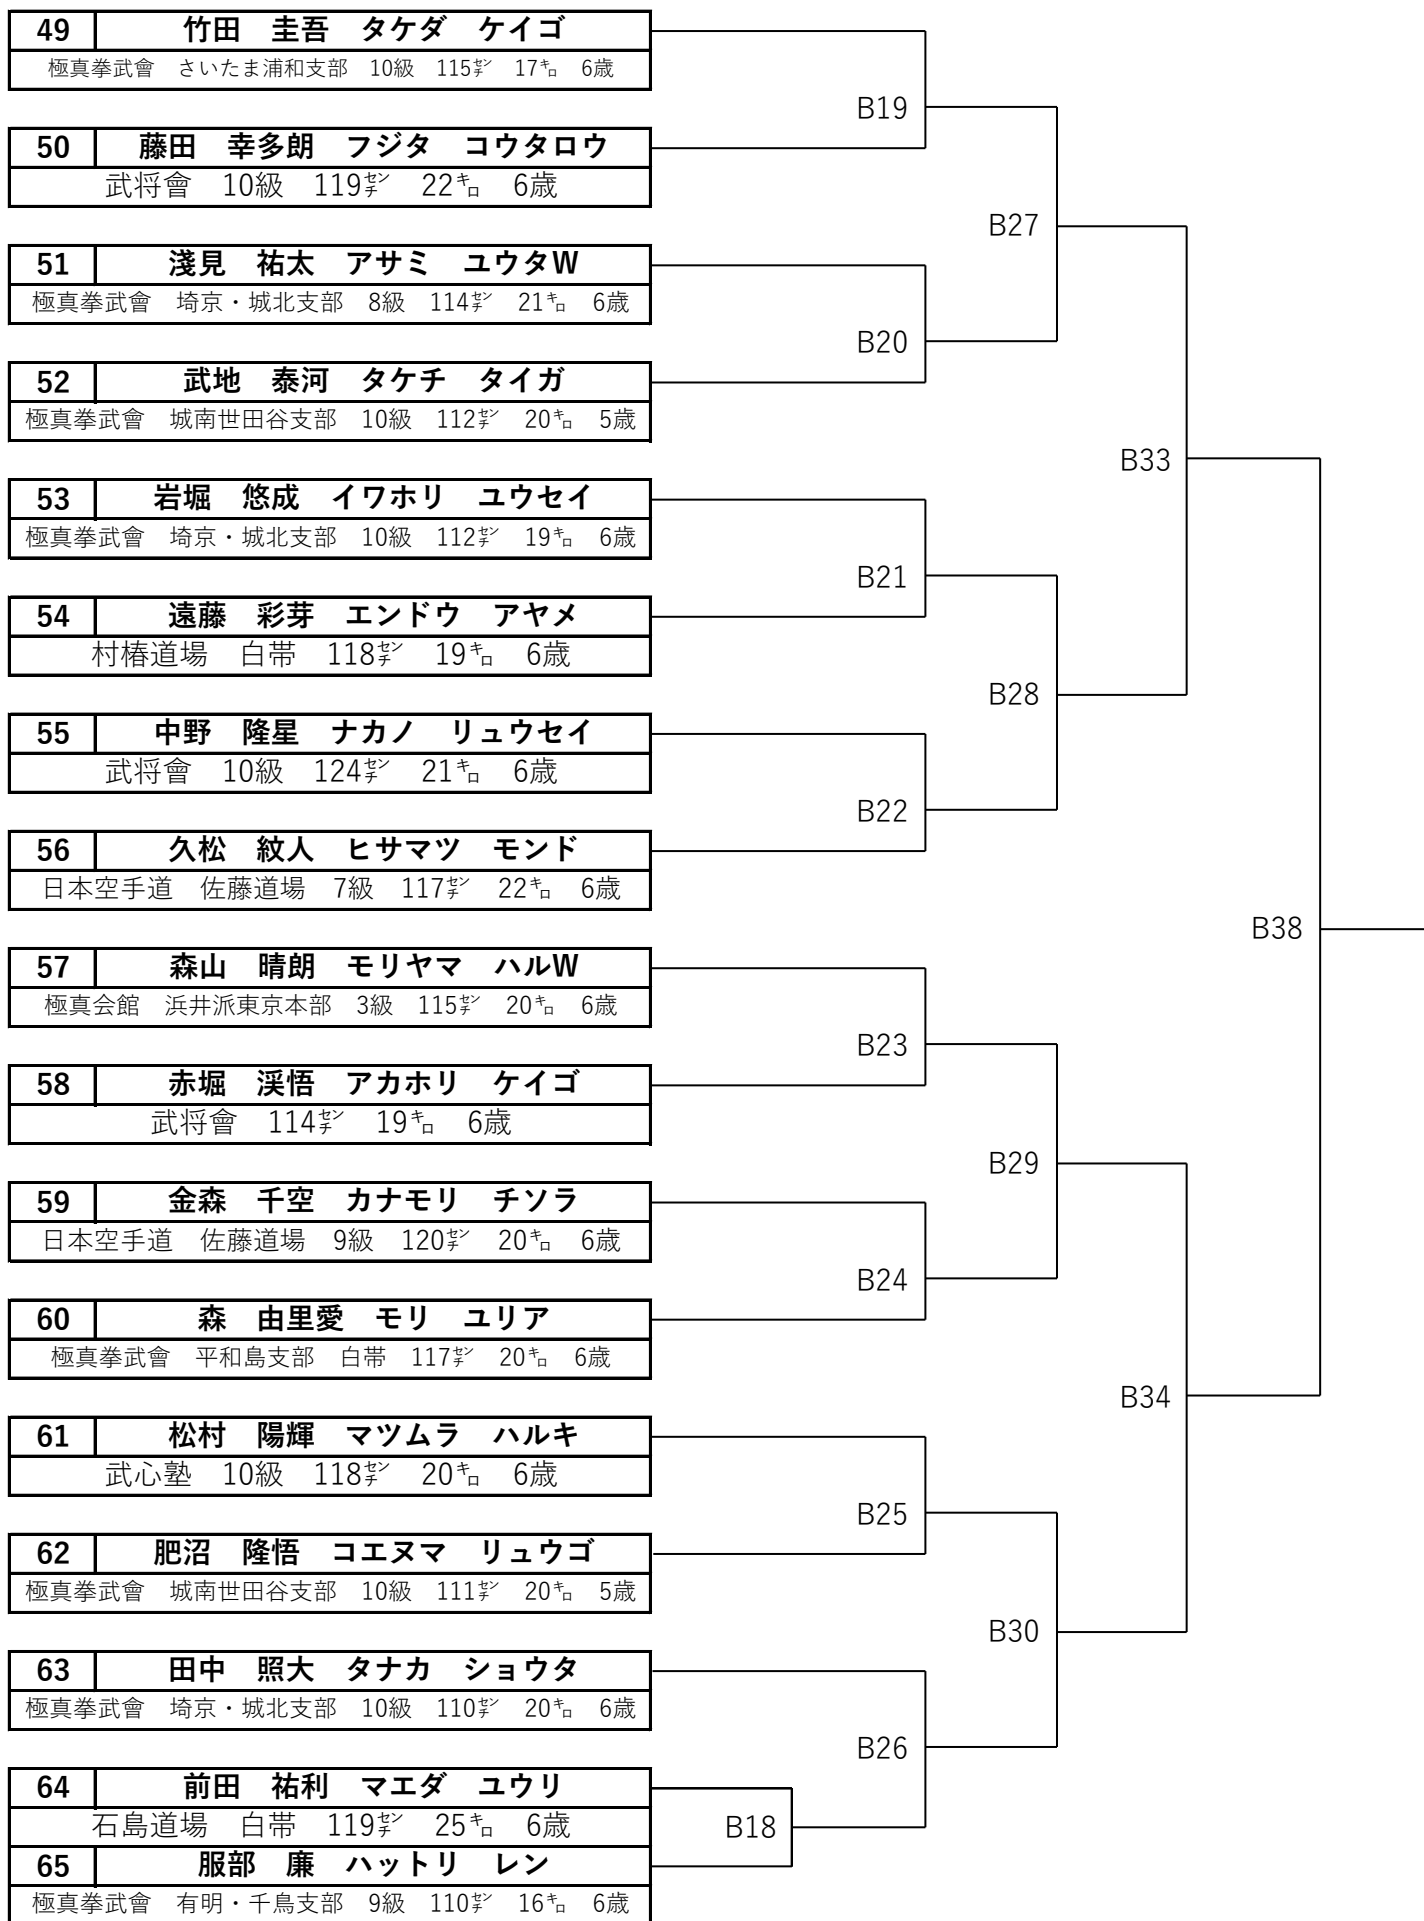 49 竹田 圭吾 タケダ ケイゴ
極真拳武會 さいたま浦和支部 10級 115㌢ 17㌔ 6歳
B19
50 藤田 幸多朗 フジタ コウタロウ
武将會 10級 119㌢ 22㌔ 6歳
B27
51 淺見 祐太 アサミ ユウタW
極真拳武會 埼京・城北支部 8級 114㌢ 21㌔ 6歳
B20
52 武地 泰河 タケチ タイガ
極真拳武會 城南世田谷支部 10級 112㌢ 20㌔ 5歳
B33
53 岩堀 悠成 イワホリ ユウセイ
極真拳武會 埼京・城北支部 10級 112㌢ 19㌔ 6歳
B21
54 遠藤 彩芽 エンドウ アヤメ
村椿道場 白帯 118㌢ 19㌔ 6歳
B28
55 中野 隆星 ナカノ リュウセイ
武将會 10級 124㌢ 21㌔ 6歳
B22
56 久松 紋人 ヒサマツ モンド
日本空手道 佐藤道場 7級 117㌢ 22㌔ 6歳
B38
57 森山 晴朗 モリヤマ ハルW
極真会館 浜井派東京本部 3級 115㌢ 20㌔ 6歳
B23
58 赤堀 渓悟 アカホリ ケイゴ
武将會 114㌢ 19㌔ 6歳
B29
59 金森 千空 カナモリ チソラ
日本空手道 佐藤道場 9級 120㌢ 20㌔ 6歳
B24
60 森 由里愛 モリ ユリア
極真拳武會 平和島支部 白帯 117㌢ 20㌔ 6歳
B34
61 松村 陽輝 マツムラ ハルキ
武心塾 10級 118㌢ 20㌔ 6歳
B25
62 肥沼 隆悟 コエヌマ リュウゴ
極真拳武會 城南世田谷支部 10級 111㌢ 20㌔ 5歳
B30
63 田中 照大 タナカ ショウタ
極真拳武會 埼京・城北支部 10級 110㌢ 20㌔ 6歳
B26
64 前田 祐利 マエダ ユウリ
石島道場 白帯 119㌢ 25㌔ 6歳
B18
65 服部 廉 ハットリ レン
極真拳武會 有明・千鳥支部 9級 110㌢ 16㌔ 6歳